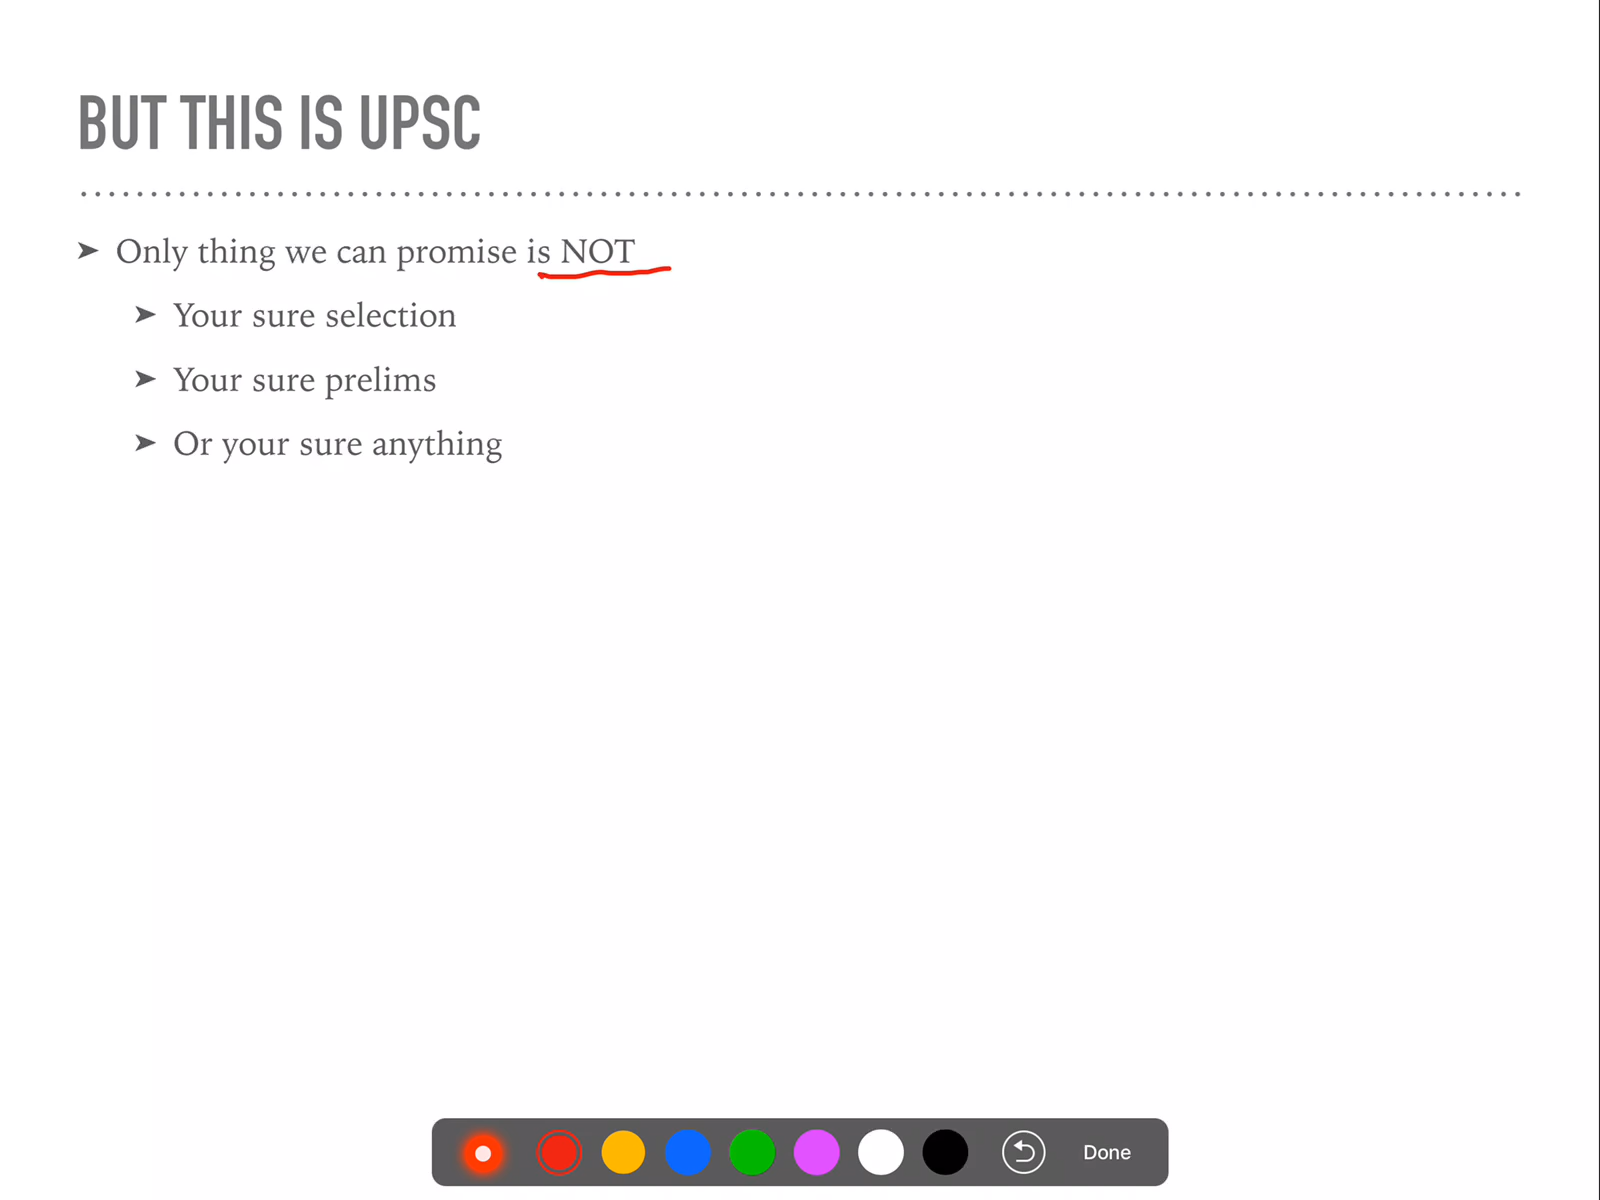 BUT THIS IS UPSC
➤ Only thing we can promise is NOT
➤ Your sure selection
➤ Your sure prelims
➤ Or your sure anything
Done